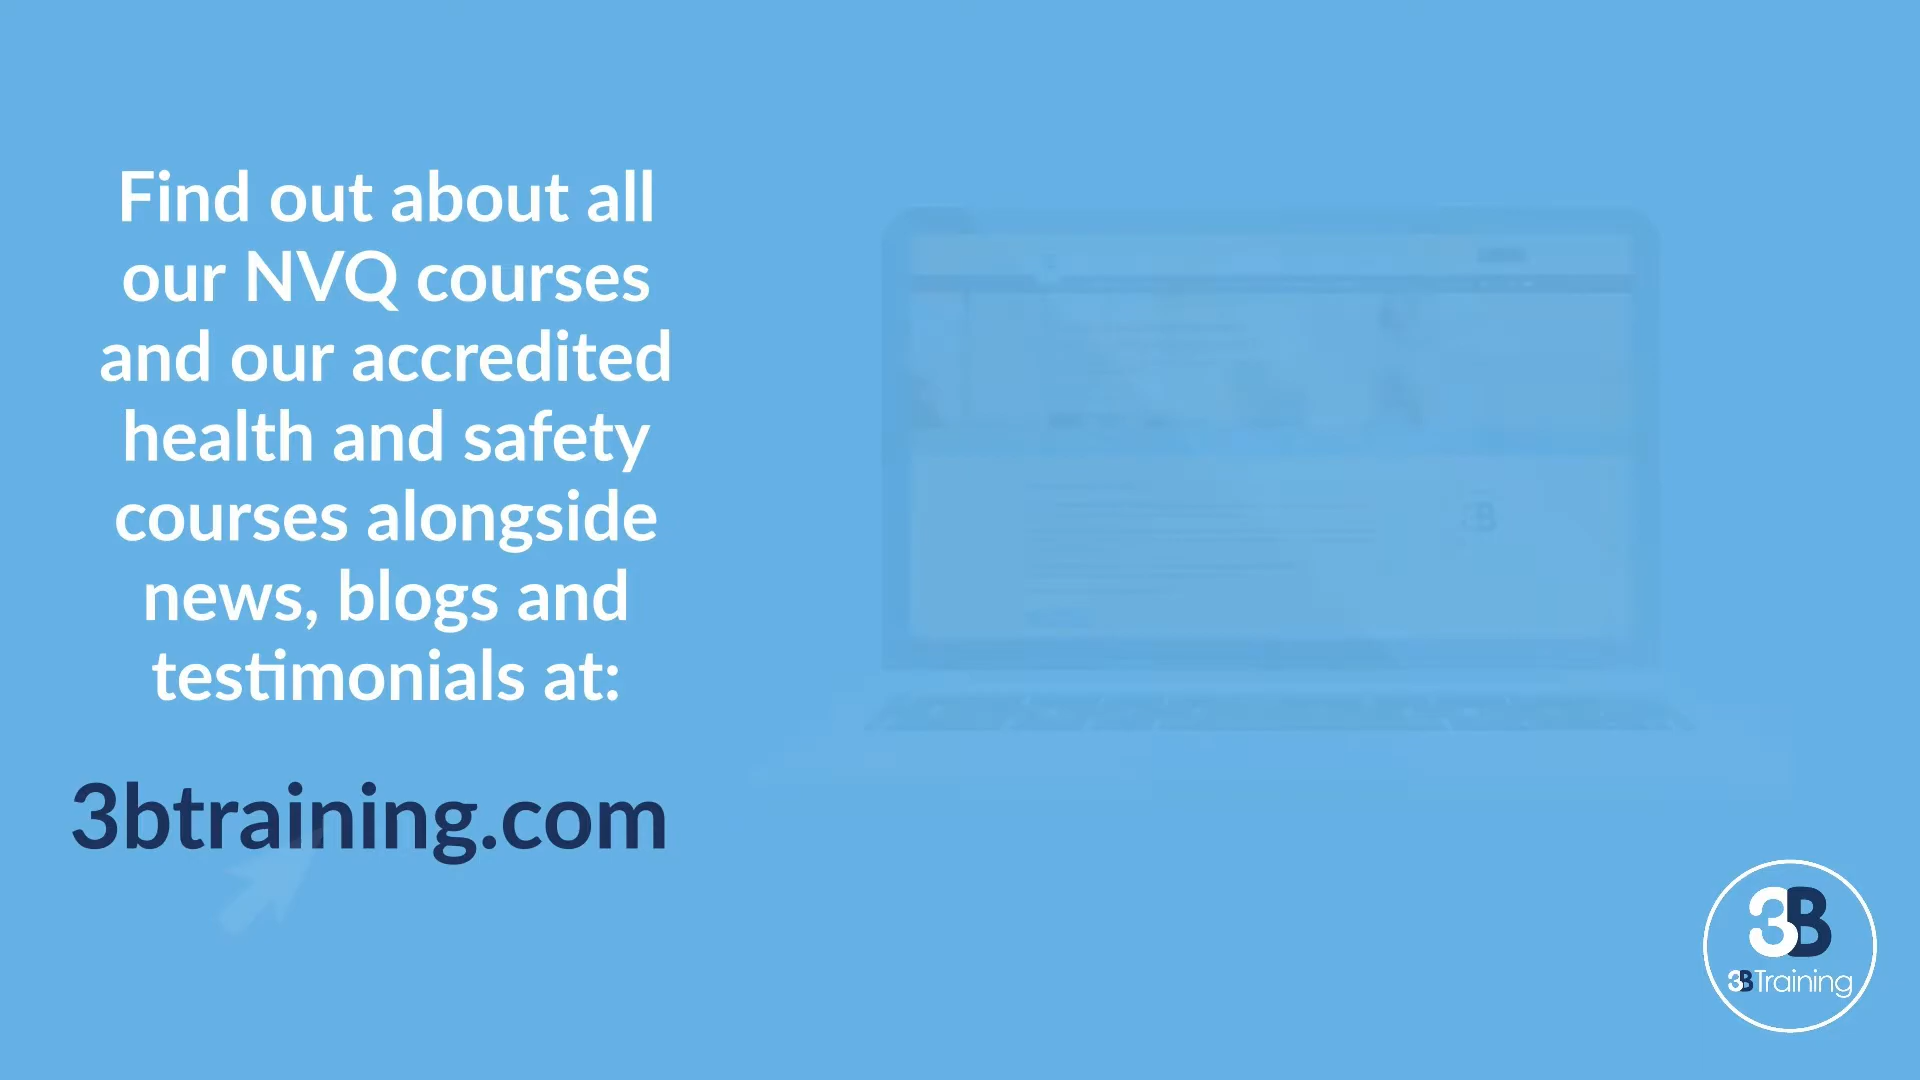 Find out about all
our NVQ courses
and our accredited
health and safety
courses alongside
news, blogs and
testimonials at:
3btraining.com
3B
3BTraining